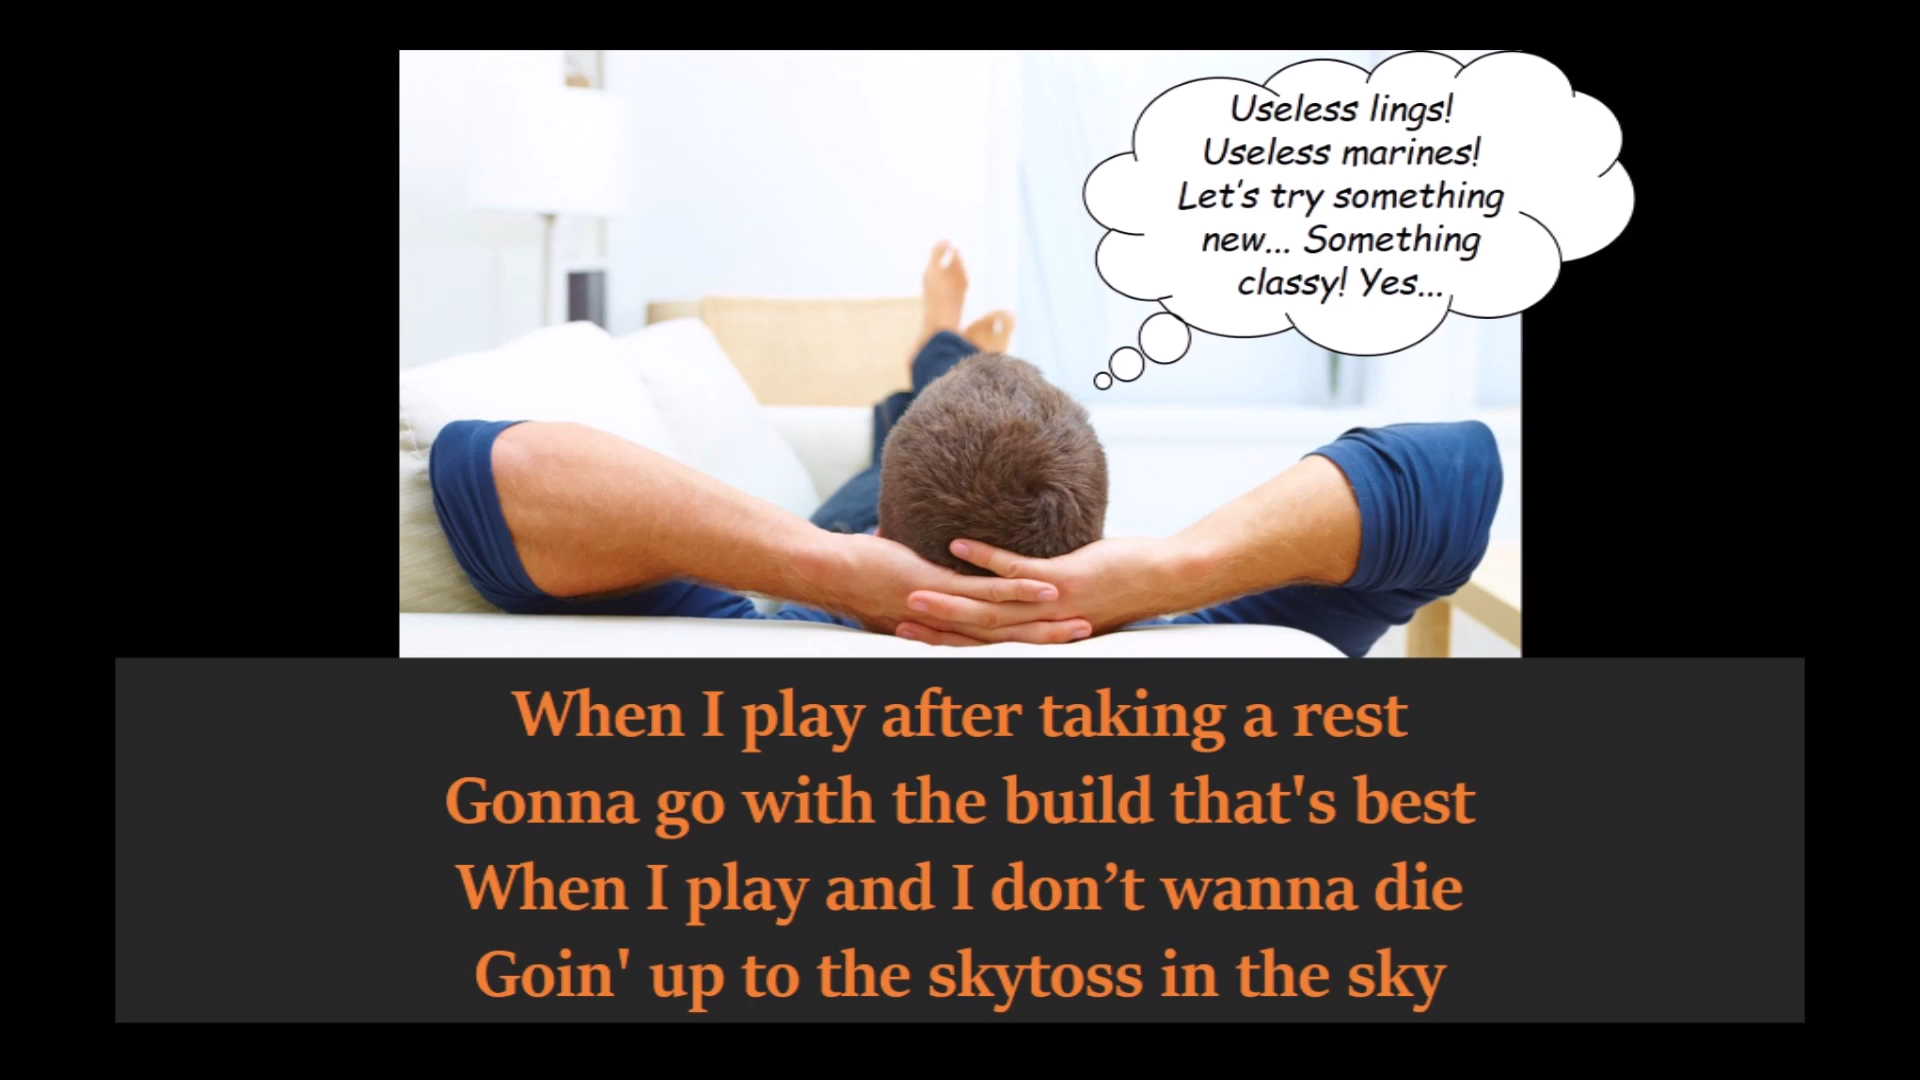 Useless lings!
Useless marines!
Let's try something
new... Something
classy! Yes...
When I play after taking a rest
Gonna go with the build that's best
When I play and I don’t wanna die
Goin' up to the skytoss in the sky